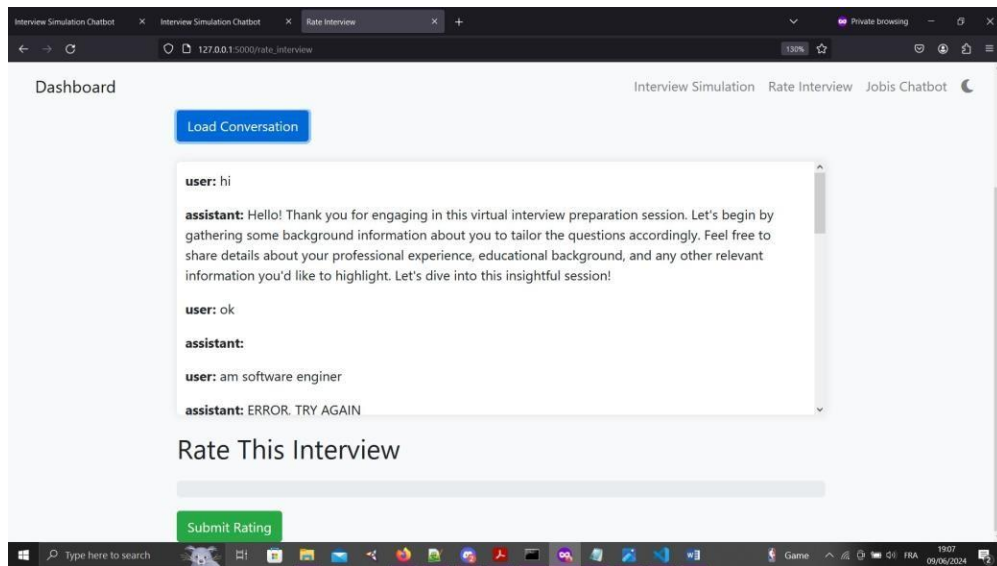 Interview Simulation Chatbot
Interview Simulation Chatbot
Rate Interview
Private browsing
127.0.0.1:5000/rate_interview
130%
Dashboard
Interview Simulation Rate Interview Jobis Chatbot
Load Conversation
user: hi
assistant: Hello! Thank you for engaging in this virtual interview preparation session. Let's begin by
gathering some background information about you to tailor the questions accordingly. Feel free to
share details about your professional experience, educational background, and any other relevant
information you'd like to highlight. Let's dive into this insightful session!
user: ok
assistant:
user: am software enginer
assistant: ERROR. TRY AGAIN
Rate This Interview
Submit Rating
Type here to search
Game
FRA
19:07
09/06/2024